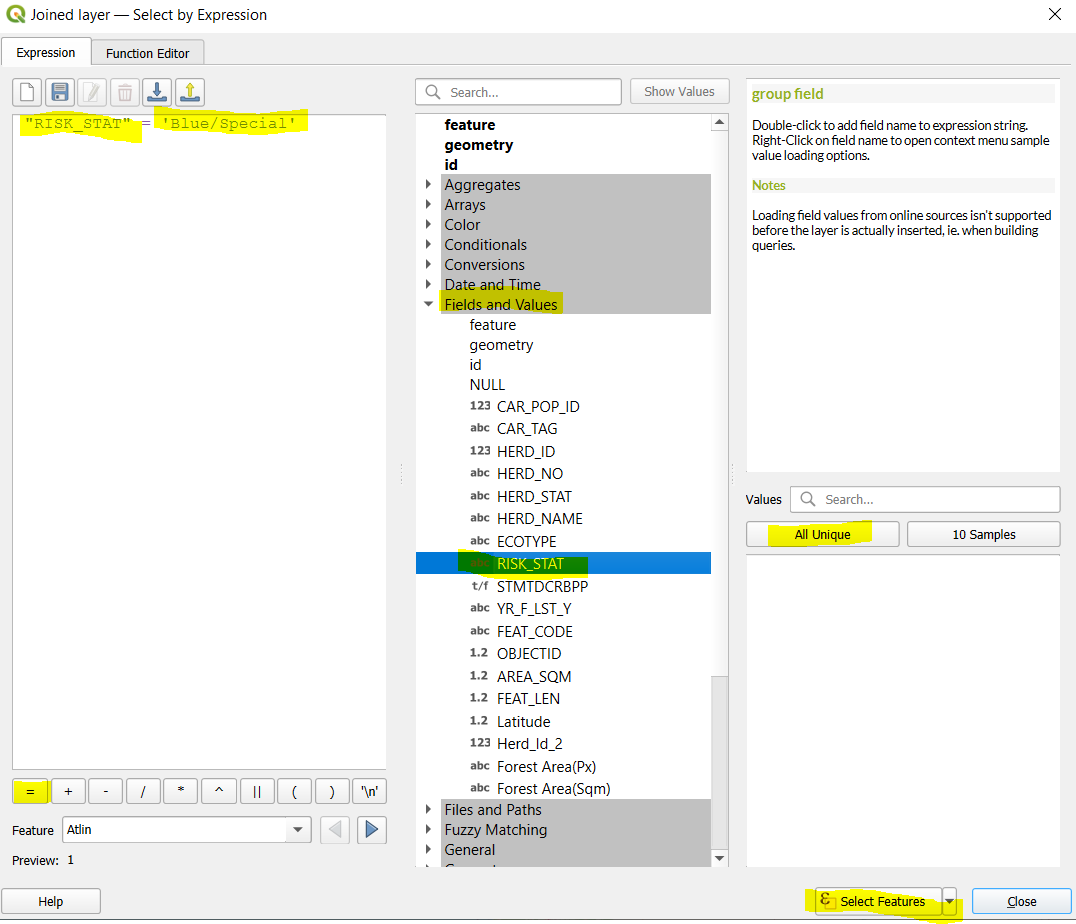 Joined layer — Select by Expression
Expression
Function Editor
"RISK_STAT" = 'Blue/Special'
= + - / * ^ || ( ) '\n'
Feature Atlin
Preview: 1
Help
Search...
Show Values
feature
geometry
id
Aggregates
Arrays
Color
Conditionals
Conversions
Date and Time
Fields and Values
feature
geometry
id
NULL
123 CAR_POP_ID
abc CAR_TAG
123 HERD_ID
abc HERD_NO
abc HERD_STAT
abc HERD_NAME
abc ECOTYPE
abc RISK_STAT
t/f STMTDCRBPP
abc YR_F_LST_Y
abc FEAT_CODE
1.2 OBJECTID
1.2 AREA_SQM
1.2 FEAT_LEN
1.2 Latitude
123 Herd_Id_2
abc Forest Area(Px)
abc Forest Area(Sqm)
Files and Paths
Fuzzy Matching
General
group field
Double-click to add field name to expression string.
Right-Click on field name to open context menu sample
value loading options.
Notes
Loading field values from online sources isn't supported
before the layer is actually inserted, ie. when building
queries.
Values Search...
All Unique
10 Samples
Select Features
Close